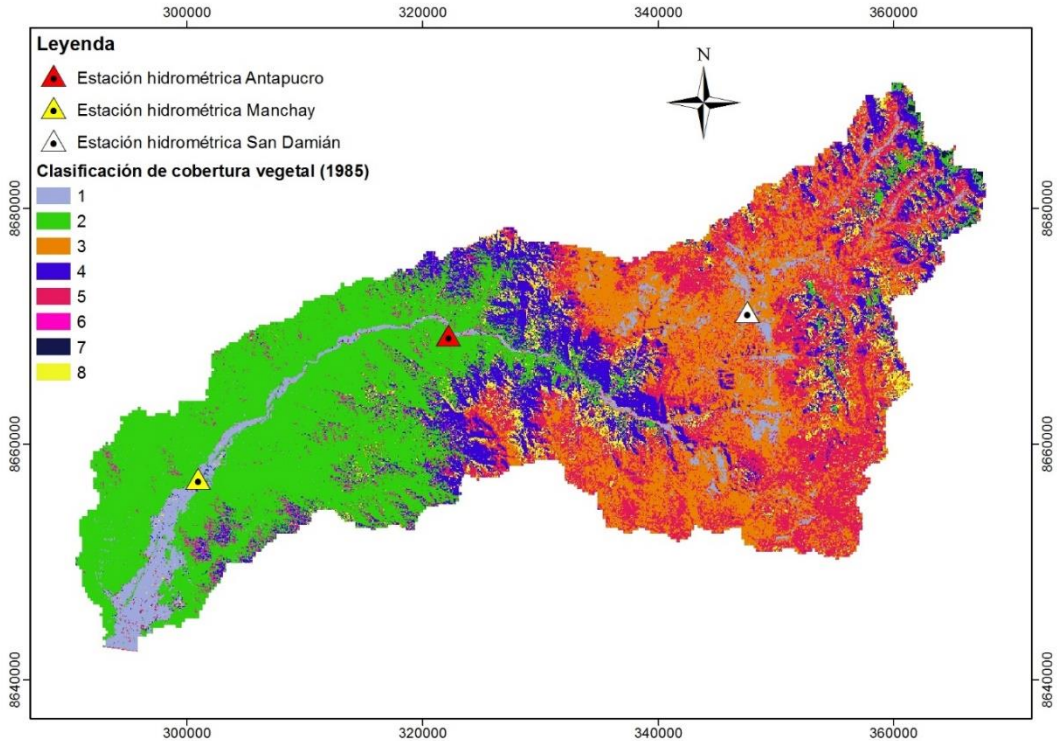 300000 320000 340000 360000
Leyenda
Estación hidrométrica Antapucro
Estación hidrométrica Manchay
Estación hidrométrica San Damián
Clasificación de cobertura vegetal (1985)
1
2
3
4
5
6
7
8
N
8680000 8680000
8660000 8660000
8640000 8640000
300000 320000 340000 360000